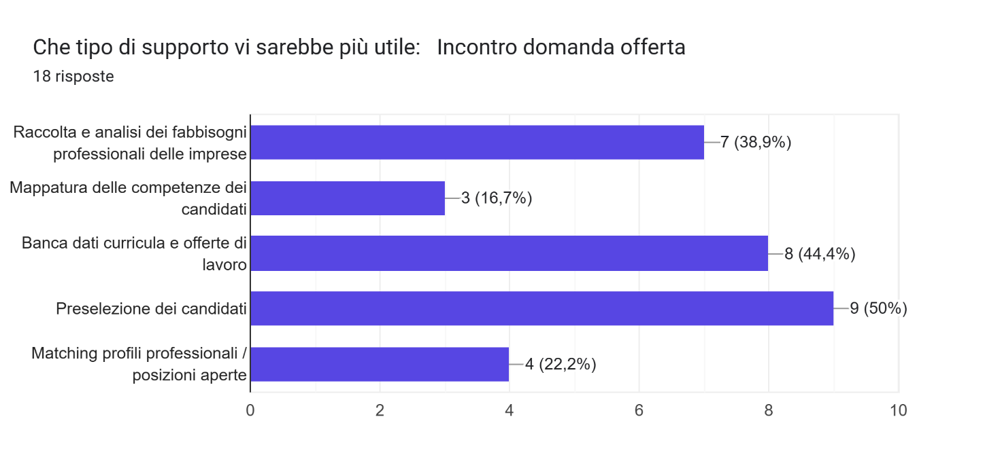 Che tipo di supporto vi sarebbe più utile:   Incontro domanda offerta
18 risposte
Raccolta e analisi dei fabbisogni
professionali delle imprese
7 (38,9%)
Mappatura delle competenze dei
candidati
3 (16,7%)
Banca dati curricula e offerte di
lavoro
8 (44,4%)
Preselezione dei candidati
9 (50%)
Matching profili professionali /
posizioni aperte
4 (22,2%)
0 2 4 6 8 10